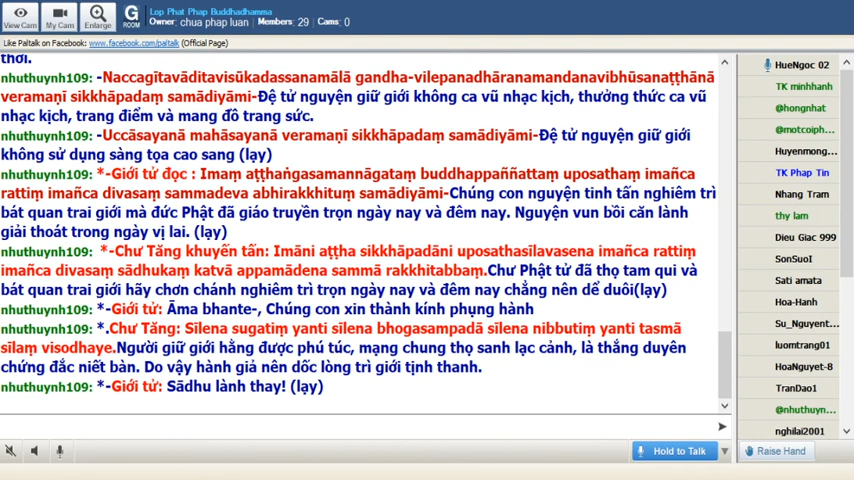 View Cam
My Cam
Enlarge
G
ROOM
Lop Phat Phap Buddhadhamma
Owner: chua phap luan Members: 29 Cams: 0
Like Paltalk on Facebook: www.facebook.com/paltalk (Official Page)
thời.
nhuthuynh109: -Naccagītavāditavisūkadassanamālā gandha-vilepanadhāranamandanavibhūsanaṭṭhānā
veramaṇī sikkhāpadaṃ samādiyāmi-Đệ tử nguyện giữ giới không ca vũ nhạc kịch, thưởng thức ca vũ
nhạc kịch, trang điểm và mang đồ trang sức.
nhuthuynh109: -Uccāsayanā mahāsayanā veramaṇī sikkhāpadaṃ samādiyāmi-Đệ tử nguyện giữ giới
không sử dụng sàng tọa cao sang (lạy)
nhuthuynh109: *-Giới tử đọc : Imaṃ aṭṭhaṅgasamannāgataṃ buddhappaññattaṃ uposathaṃ imañca
rattiṃ imañca divasaṃ sammadeva abhirakkhituṃ samādiyāmi-Chúng con nguyện tinh tấn nghiêm trì
bát quan trai giới mà đức Phật đã giáo truyền trọn ngày nay và đêm nay. Nguyện vun bồi căn lành
giải thoát trong ngày vị lai. (lạy)
nhuthuynh109: *-Chư Tăng khuyến tấn: Imāni aṭṭha sikkhapadāni uposathasīlavasena imañca rattiṃ
imañca divasaṃ sādhukaṃ katvā appamādena sammā rakkhitabbaṃ.Chư Phật tử đã thọ tam qui và
bát quan trai giới hãy chơn chánh nghiêm trì trọn ngày nay và đêm nay chẳng nên dể duôi(lạy)
nhuthuynh109: *-Giới tử: Āma bhante-, Chúng con xin thành kính phụng hành
nhuthuynh109: *.Chư Tăng: Sīlena sugatiṃ yanti sīlena bhogasampadā sīlena nibbutiṃ yanti tasmā
sīlaṃ visodhaye.Người giữ giới hằng được phú túc, mạng chung thọ sanh lạc cảnh, là thắng duyên
chứng đắc niết bàn. Do vậy hành giả nên dốc lòng trì giới tịnh thanh.
nhuthuynh109: *-Giới tử: Sādhu lành thay! (lạy)
HueNgoc 02
TK minhhanh
@hongnhat
@motcoiph...
Huyenmong...
TK Phap Tin
Nhang Tram
thy lam
Dieu Giac 999
SonSuoI
Sati amata
Hoa-Hanh
Su_Nguyent...
luomtrang01
HoaNguyet-8
TranDao1
@nhuthuyn...
nghilai2001
Hold to Talk
Raise Hand